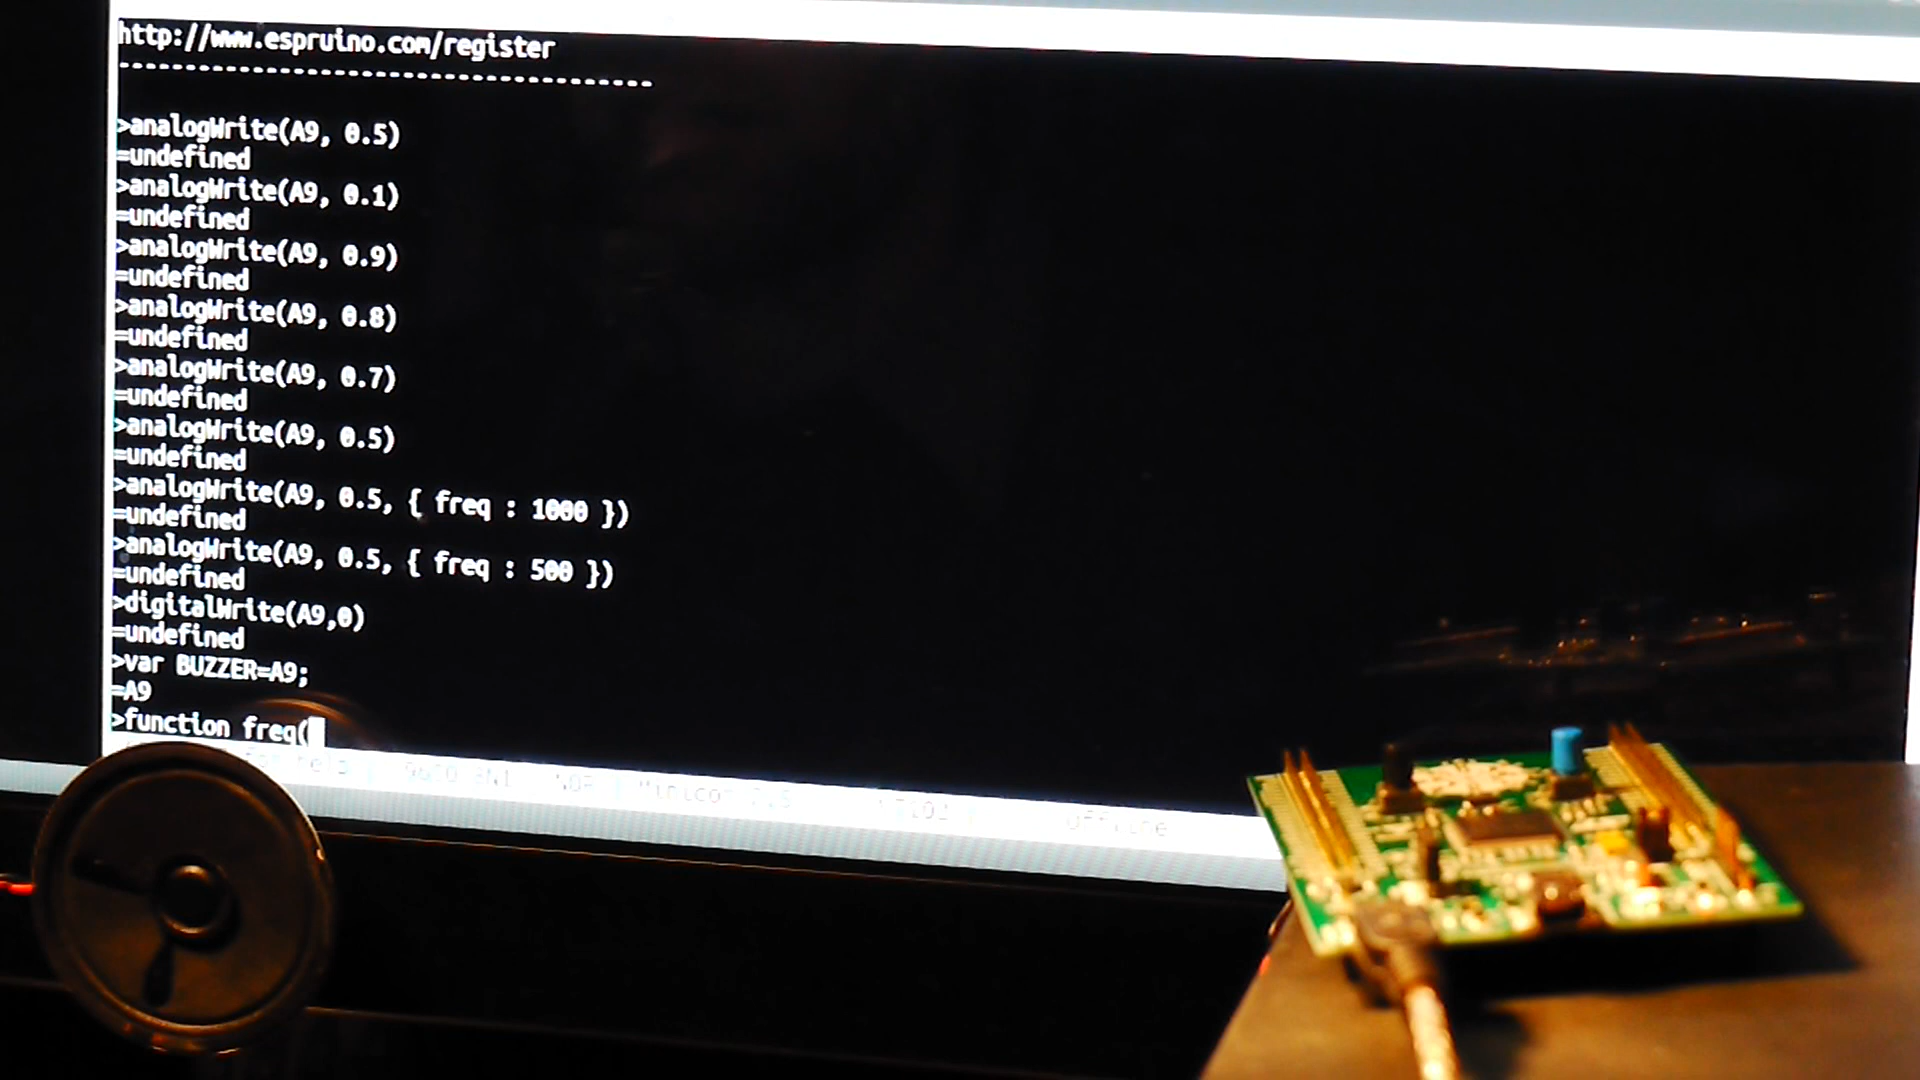 http://www.espruino.com/register
----------------------------------------
>analogWrite(A9, 0.5)
=undefined
>analogWrite(A9, 0.1)
=undefined
>analogWrite(A9, 0.9)
=undefined
>analogWrite(A9, 0.8)
=undefined
>analogWrite(A9, 0.7)
=undefined
>analogWrite(A9, 0.5)
=undefined
>analogWrite(A9, 0.5, { freq : 1000 })
=undefined
>analogWrite(A9, 0.5, { freq : 500 })
=undefined
>digitalWrite(A9,0)
=undefined
>var BUZZER=A9;
=A9
>function freq(
Offline